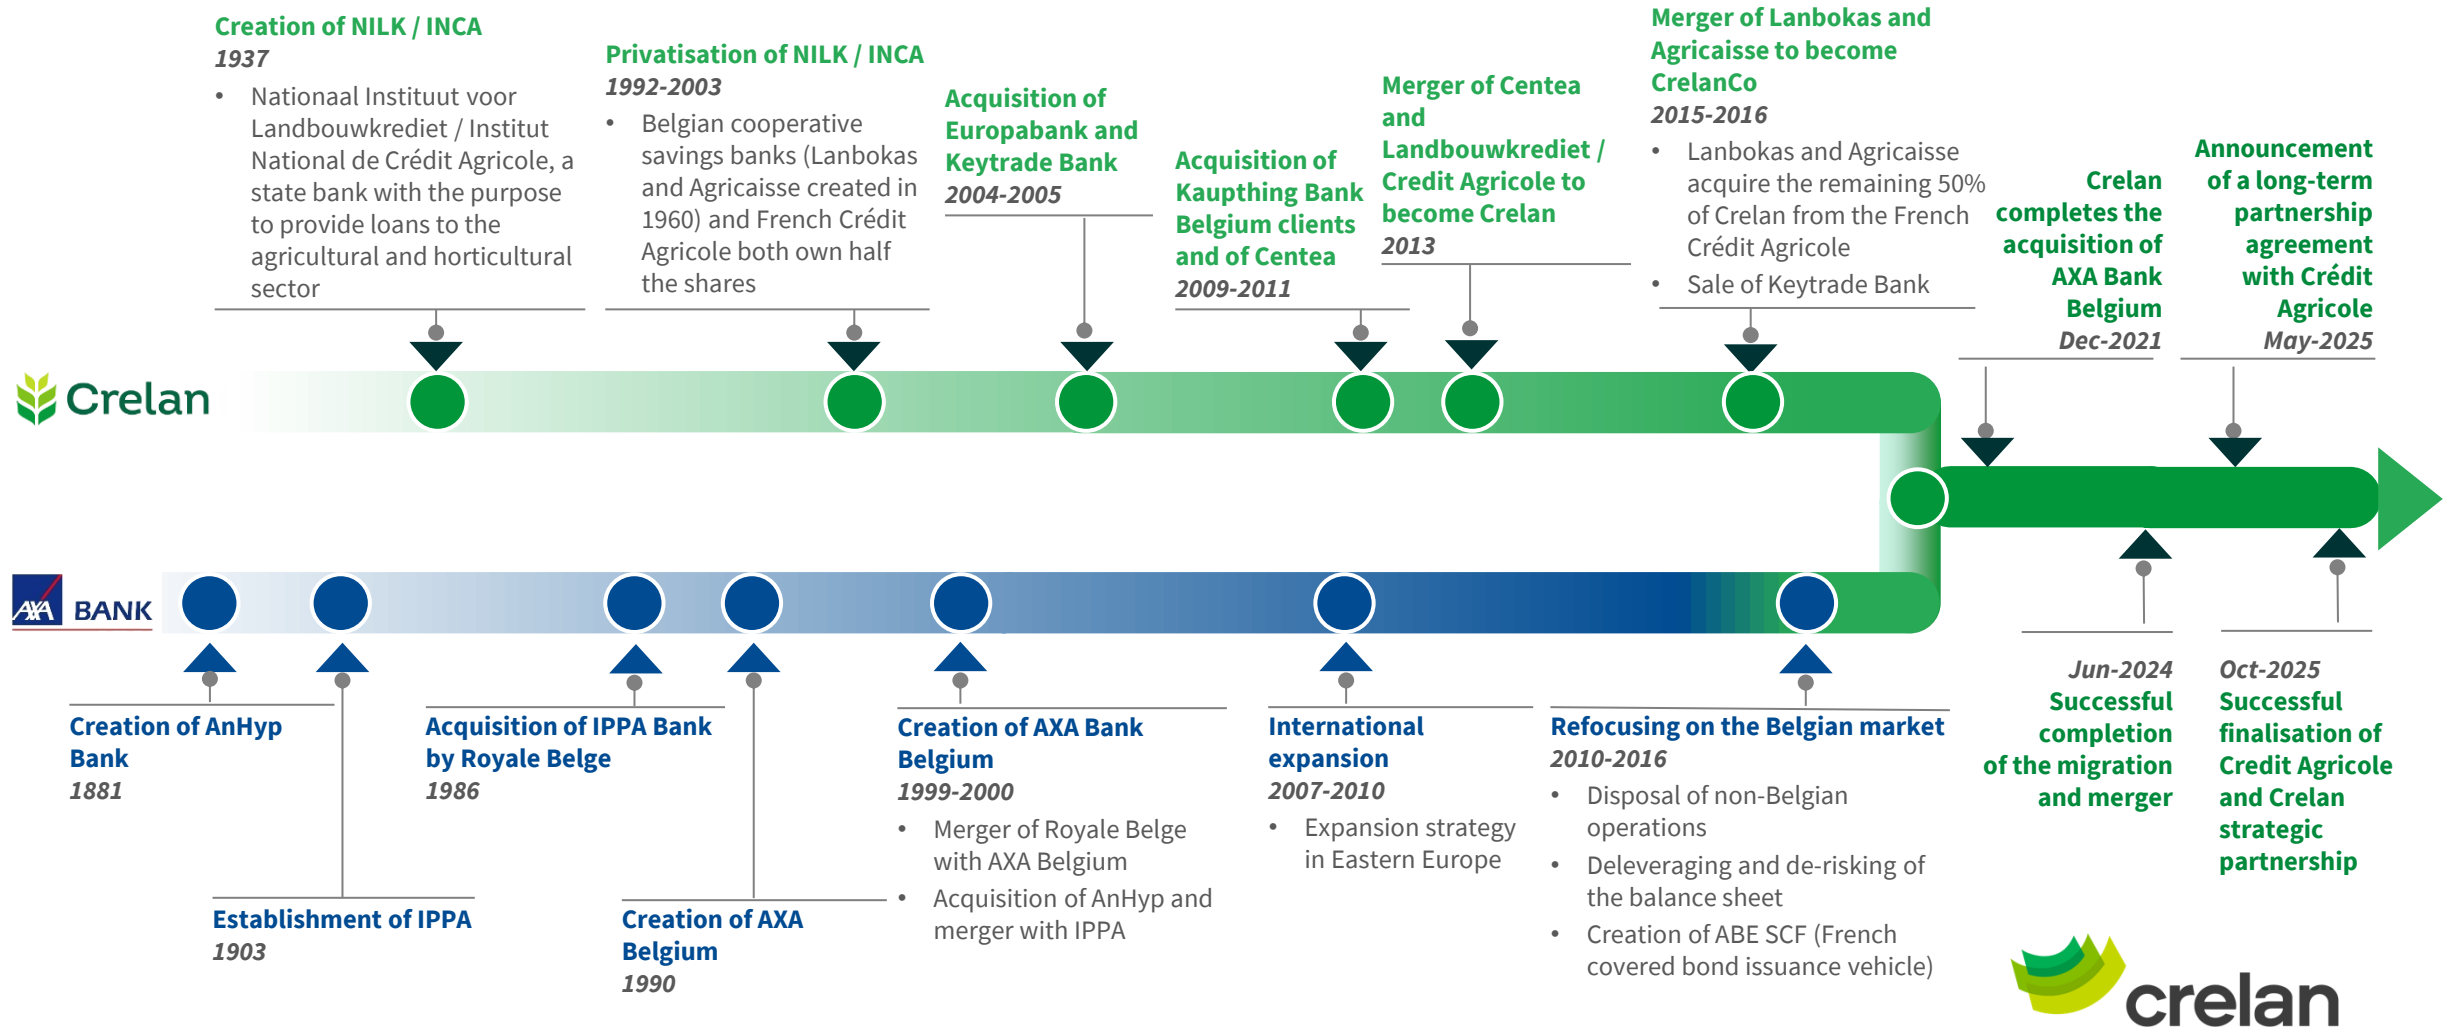 Creation of NILK / INCA
1937
• Nationaal Instituut voor
Landbouwkrediet / Institut
National de Crédit Agricole, a
state bank with the purpose
to provide loans to the
agricultural and horticultural
sector
Privatisation of NILK / INCA
1992-2003
• Belgian cooperative
savings banks (Lanbokas
and Agricaisse created in
1960) and French Crédit
Agricole both own half
the shares
Acquisition of
Europabank and
Keytrade Bank
2004-2005
Acquisition of
Kaupthing Bank
Belgium clients
and of Centea
2009-2011
Merger of Centea
and
Landbouwkrediet /
Credit Agricole to
become Crelan
2013
Merger of Lanbokas and
Agricaisse to become
CrelanCo
2015-2016
• Lanbokas and Agricaisse
acquire the remaining 50%
of Crelan from the French
Crédit Agricole
• Sale of Keytrade Bank
Crelan
completes the
acquisition of
AXA Bank
Belgium
Dec-2021
Announcement
of a long-term
partnership
agreement
with Crédit
Agricole
May-2025
Crelan
AXA BANK
Creation of AnHyp
Bank
1881
Establishment of IPPA
1903
Acquisition of IPPA Bank
by Royale Belge
1986
Creation of AXA
Belgium
1990
Creation of AXA Bank
Belgium
1999-2000
• Merger of Royale Belge
with AXA Belgium
• Acquisition of AnHyp and
merger with IPPA
International
expansion
2007-2010
• Expansion strategy
in Eastern Europe
Refocusing on the Belgian market
2010-2016
• Disposal of non-Belgian
operations
• Deleveraging and de-risking of
the balance sheet
• Creation of ABE SCF (French
covered bond issuance vehicle)
Jun-2024
Successful
completion
of the migration
and merger
Oct-2025
Successful
finalisation of
Credit Agricole
and Crelan
strategic
partnership
crelan